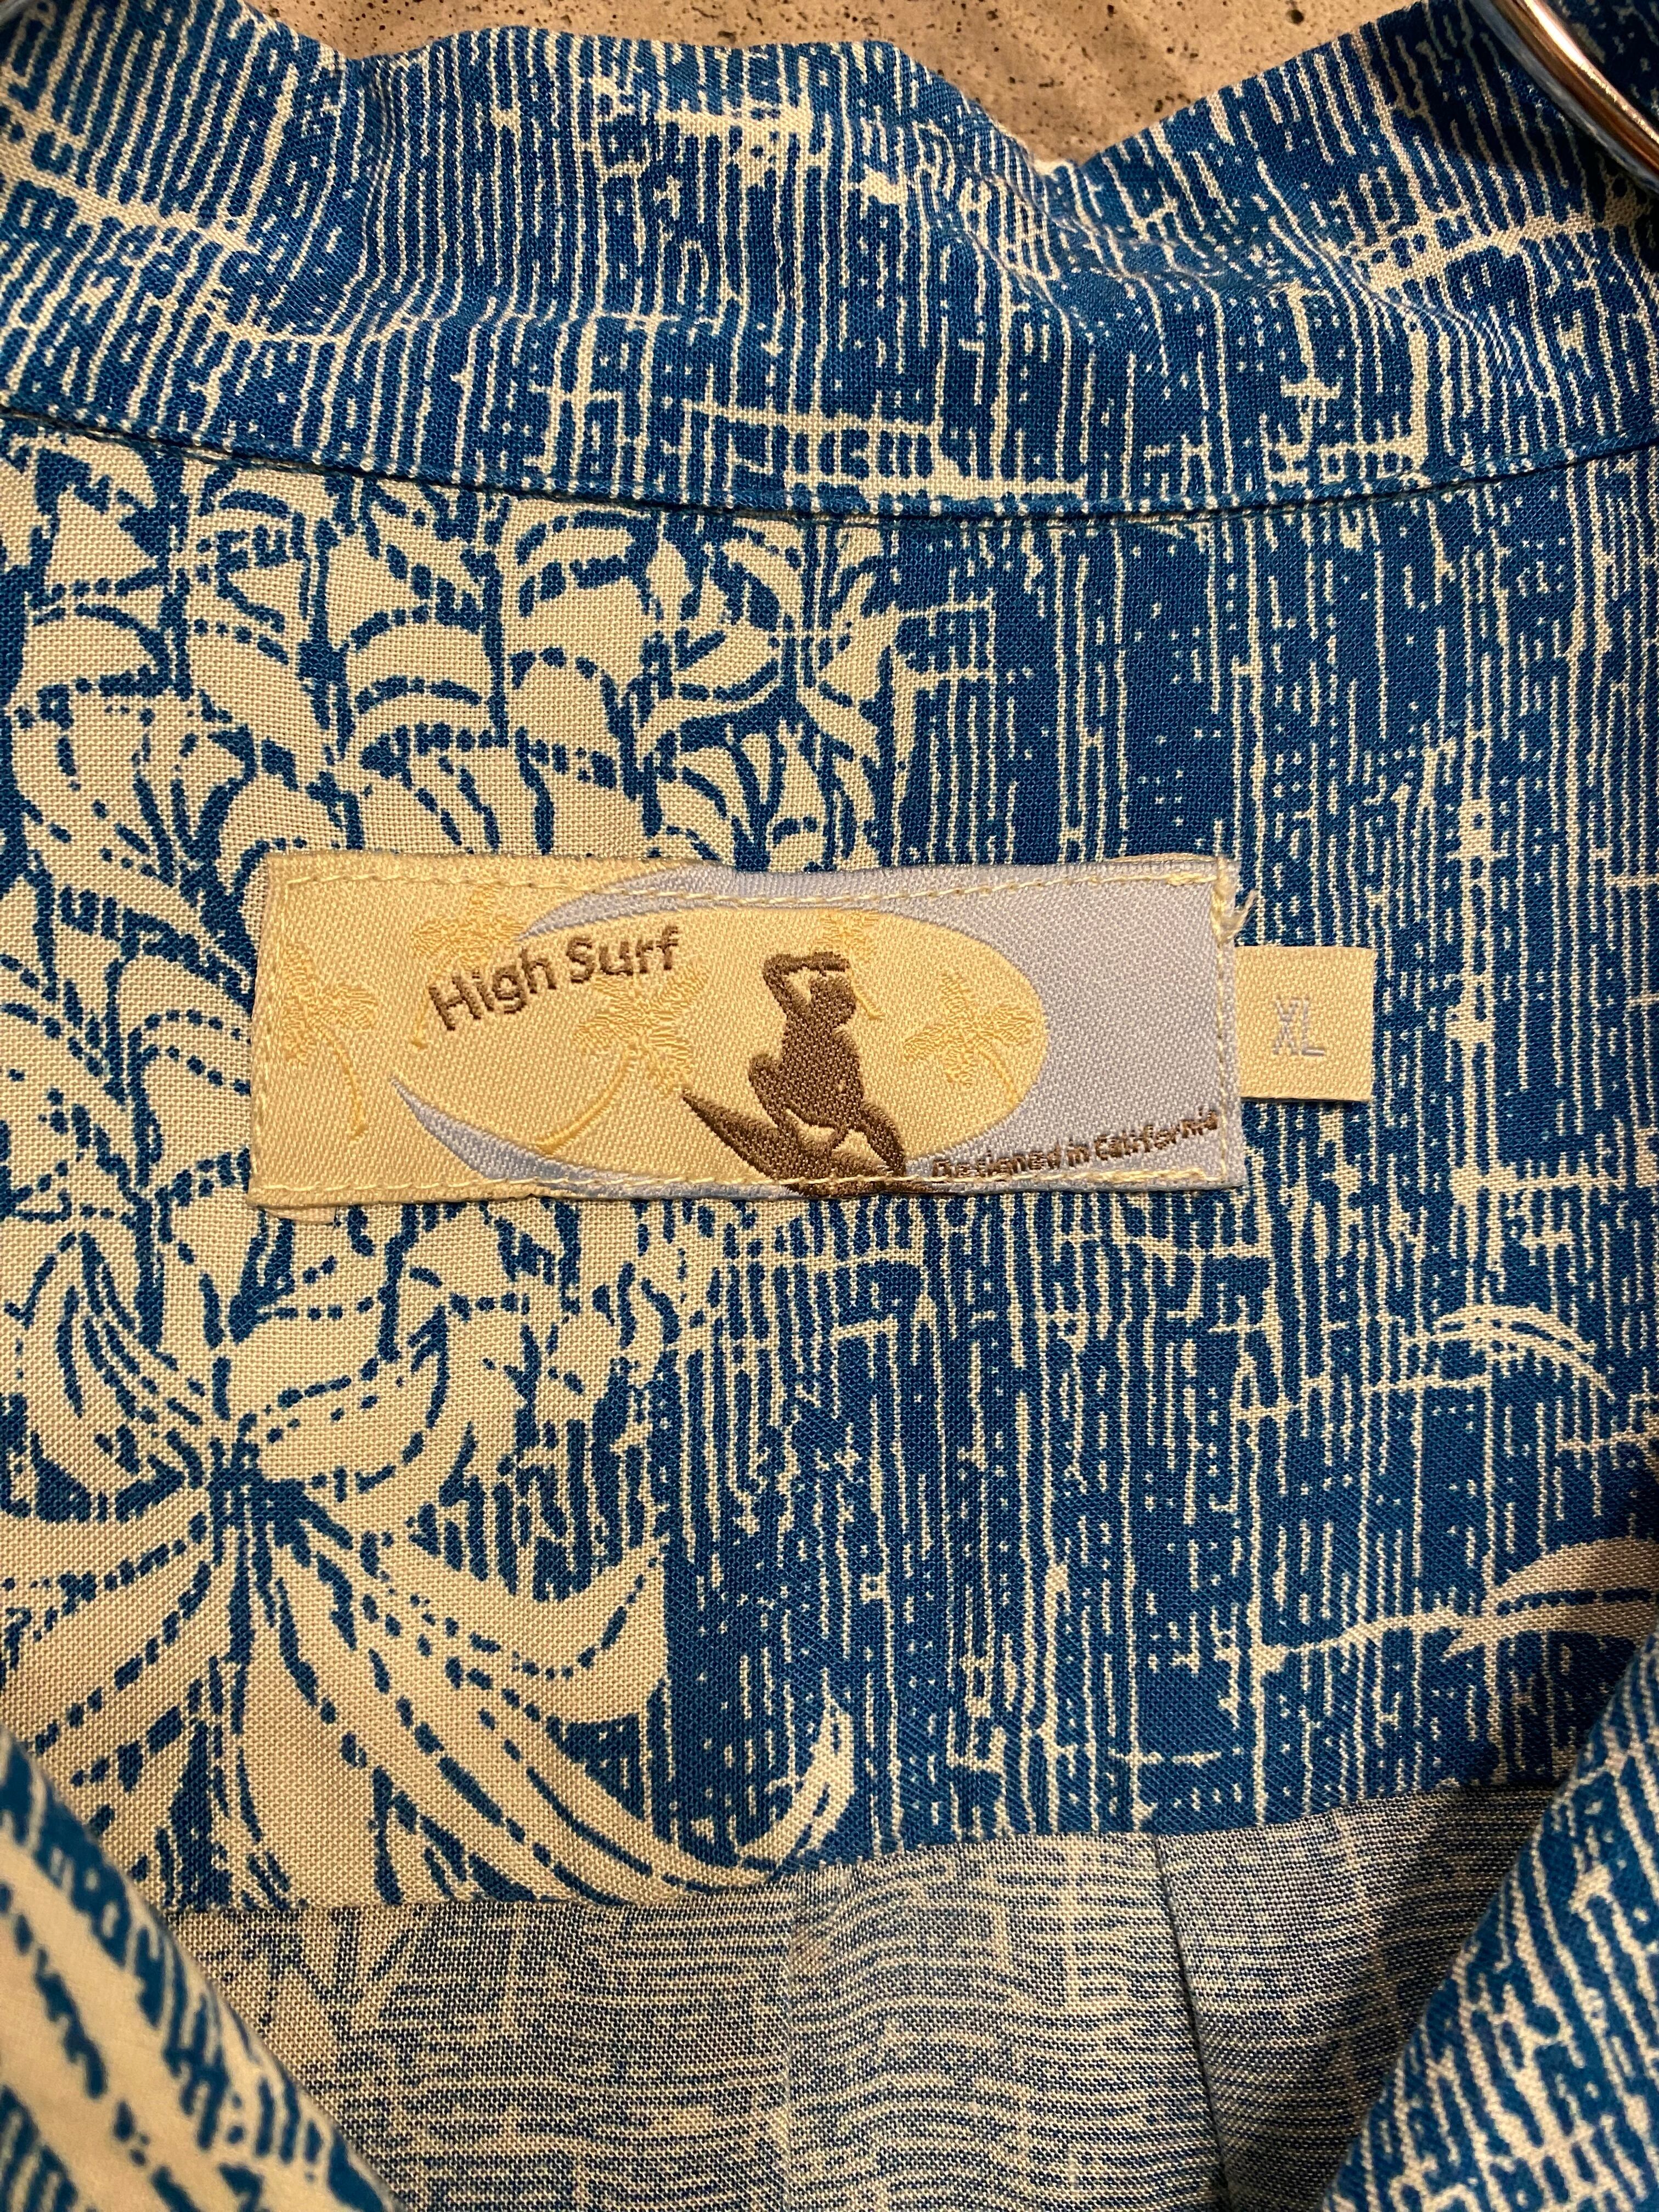 High Surf
XL
Designed in California